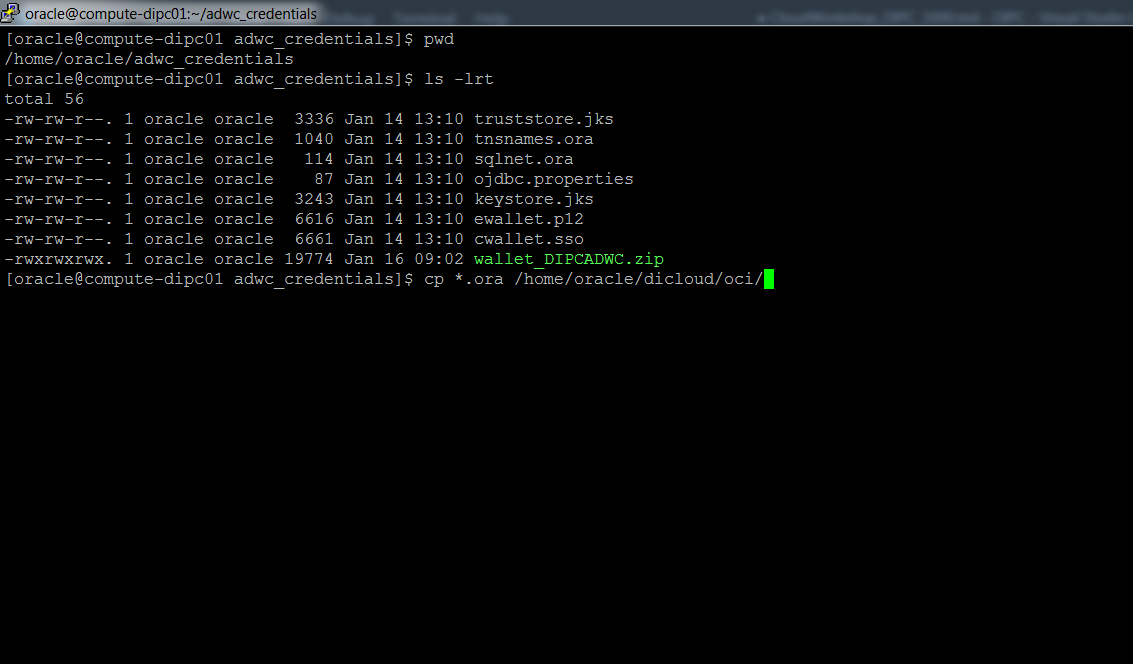 oracle@compute-dipc01:~/adwc_credentials
[oracle@compute-dipc01 adwc_credentials]$ pwd
/home/oracle/adwc_credentials
[oracle@compute-dipc01 adwc_credentials]$ ls -lrt
total 56
-rw-rw-r--. 1 oracle oracle  3336 Jan 14 13:10 truststore.jks
-rw-rw-r--. 1 oracle oracle  1040 Jan 14 13:10 tnsnames.ora
-rw-rw-r--. 1 oracle oracle   114 Jan 14 13:10 sqlnet.ora
-rw-rw-r--. 1 oracle oracle    87 Jan 14 13:10 ojdbc.properties
-rw-rw-r--. 1 oracle oracle  3243 Jan 14 13:10 keystore.jks
-rw-rw-r--. 1 oracle oracle  6616 Jan 14 13:10 ewallet.p12
-rw-rw-r--. 1 oracle oracle  6661 Jan 14 13:10 cwallet.sso
-rwxrwxrwx. 1 oracle oracle 19774 Jan 16 09:02 wallet_DIPCADWC.zip
[oracle@compute-dipc01 adwc_credentials]$ cp *.ora /home/oracle/dicloud/oci/